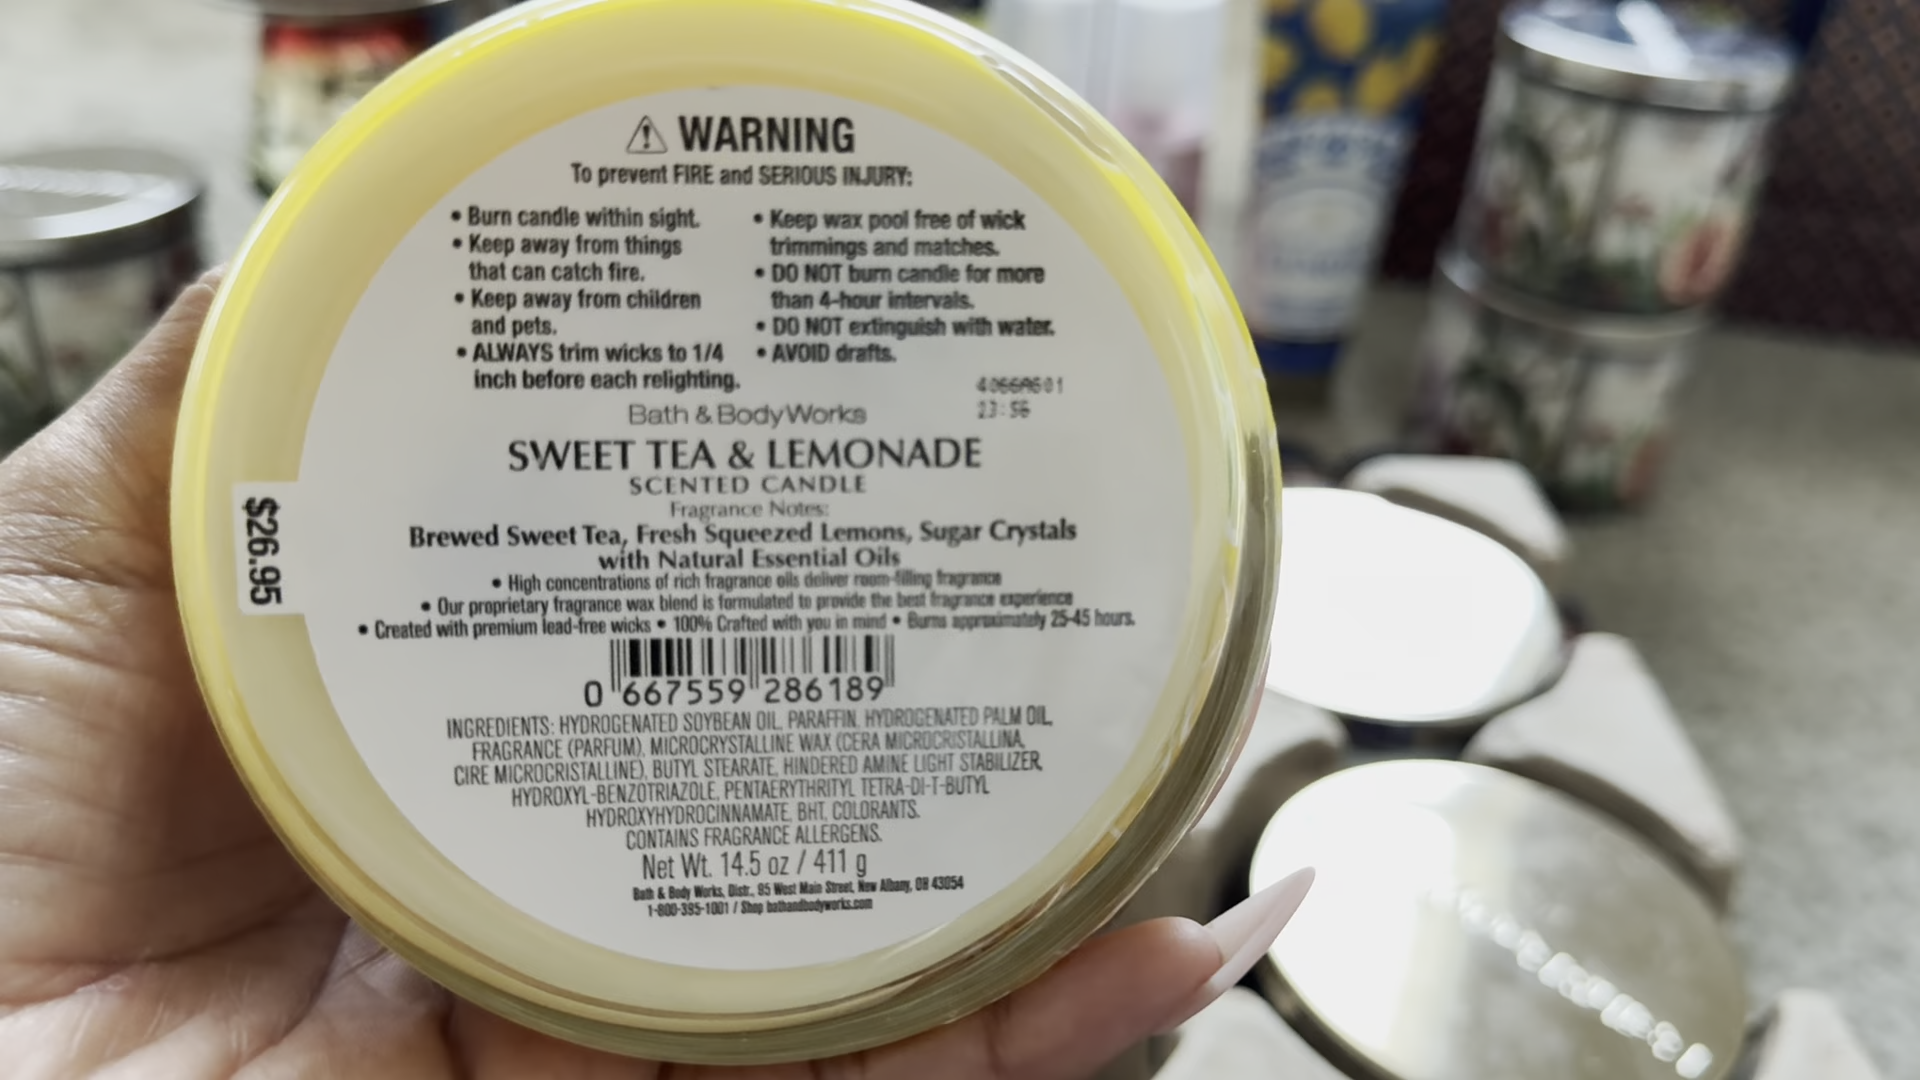 WARNING
To prevent FIRE and SERIOUS INJURY:
• Burn candle within sight.
• Keep away from things
that can catch fire.
• Keep away from children
and pets.
• ALWAYS trim wicks to 1/4
inch before each relighting.
• Keep wax pool free of wick
trimmings and matches.
• DO NOT burn candle for more
than 4-hour intervals.
• DO NOT extinguish with water.
• AVOID drafts.
23:56
Bath & Body Works
SWEET TEA & LEMONADE
SCENTED CANDLE
Fragrance Notes:
Brewed Sweet Tea, Fresh Squeezed Lemons, Sugar Crystals
with Natural Essential Oils
• High concentrations of rich fragrance oils deliver room-filling fragrance
• Our proprietary fragrance wax blend is formulated to provide the best fragrance experience
• Created with premium lead-free wicks • 100% Crafted with you in mind • Burns approximately 25-45 hours.
$26.95
0 667559 286189
INGREDIENTS: HYDROGENATED SOYBEAN OIL, PARAFFIN, HYDROGENATED PALM OIL,
FRAGRANCE (PARFUM), MICROCRYSTALLINE WAX (CERA MICROCRISTALLINA,
CIRE MICROCRISTALLINE), BUTYL STEARATE, HINDERED AMINE LIGHT STABILIZER,
HYDROXYL-BENZOTRIAZOLE, PENTAERYTHRITYL TETRA-DI-T-BUTYL
HYDROXYHYDROCINNAMATE, BHT, COLORANTS.
CONTAINS FRAGRANCE ALLERGENS.
Net Wt. 14.5 oz / 411 g
Bath & Body Works, Distr., 95 West Main Street, New Albany, OH 43054
1-800-395-1001 / Shop bathandbodyworks.com